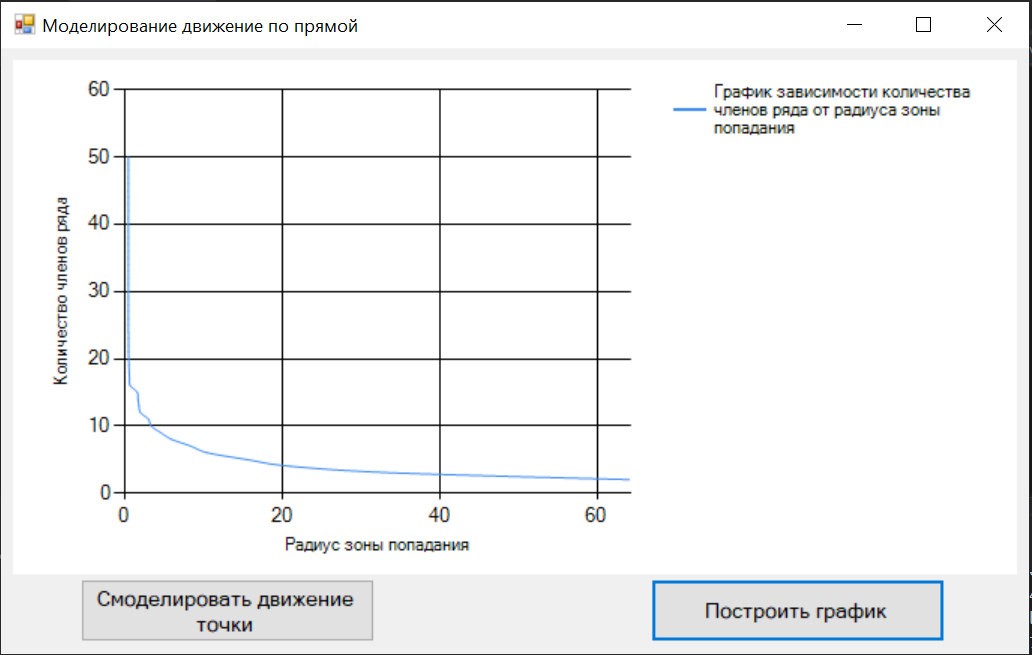 Моделирование движение по прямой
График зависимости количества
членов ряда от радиуса зоны
попадания
60
50
40
30
20
10
0
Количество членов ряда
0 20 40 60
Радиус зоны попадания
Смоделировать движение
точки
Построить график